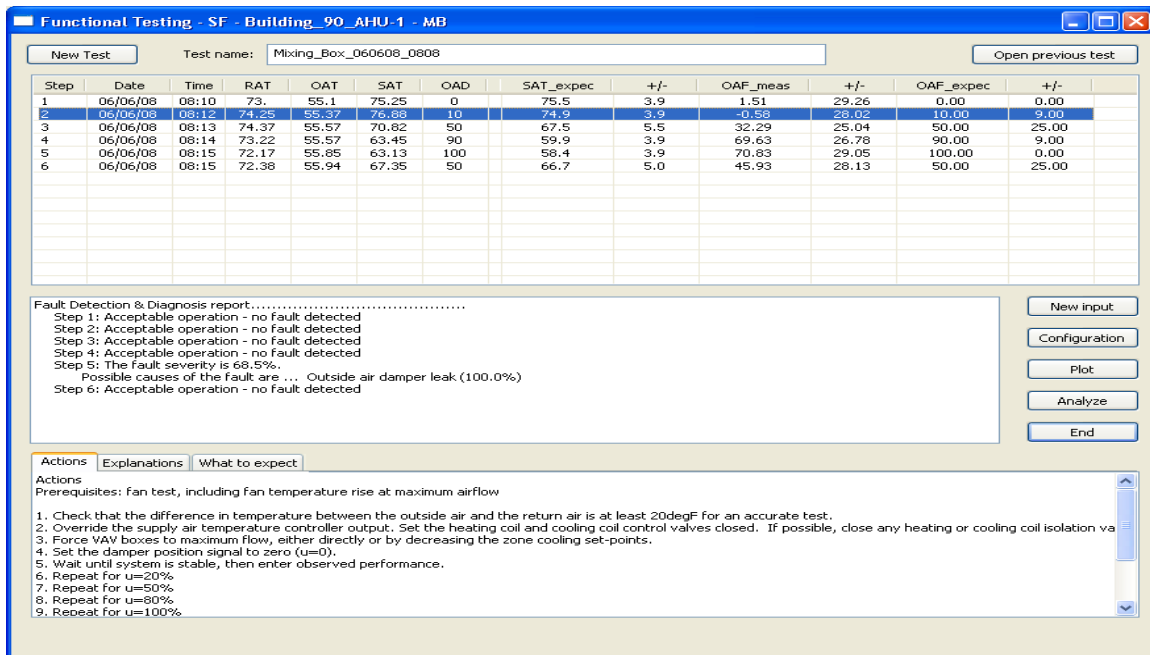 Functional Testing - SF - Building_90_AHU-1 - MB
New Test Test name: Mixing_Box_060608_0808 Open previous test
Step Date Time RAT OAT SAT OAD SAT_expec +/- OAF_meas +/- OAF_expec +/-
1 06/06/08 08:10 73. 55.1 75.25 0 75.5 3.9 1.51 29.26 0.00 0.00
2 06/06/08 08:12 74.25 55.37 76.88 10 74.9 3.9 -0.58 28.02 10.00 9.00
3 06/06/08 08:13 74.37 55.57 70.82 50 67.5 5.5 32.29 25.04 50.00 25.00
4 06/06/08 08:14 73.22 55.57 63.45 90 59.9 3.9 69.63 26.78 90.00 9.00
5 06/06/08 08:15 72.17 55.85 63.13 100 58.4 3.9 70.83 29.05 100.00 0.00
6 06/06/08 08:15 72.38 55.94 67.35 50 66.7 5.0 45.93 28.13 50.00 25.00
Fault Detection & Diagnosis report.......................................
Step 1: Acceptable operation - no fault detected
Step 2: Acceptable operation - no fault detected
Step 3: Acceptable operation - no fault detected
Step 4: Acceptable operation - no fault detected
Step 5: The fault severity is 68.5%.
Possible causes of the fault are ... Outside air damper leak (100.0%)
Step 6: Acceptable operation - no fault detected
New input
Configuration
Plot
Analyze
End
Actions Explanations What to expect
Actions
Prerequisites: fan test, including fan temperature rise at maximum airflow
1. Check that the difference in temperature between the outside air and the return air is at least 20degF for an accurate test.
2. Override the supply air temperature controller output. Set the heating coil and cooling coil control valves closed. If possible, close any heating or cooling coil isolation va
3. Force VAV boxes to maximum flow, either directly or by decreasing the zone cooling set-points.
4. Set the damper position signal to zero (u=0).
5. Wait until system is stable, then enter observed performance.
6. Repeat for u=20%
7. Repeat for u=50%
8. Repeat for u=80%
9. Repeat for u=100%